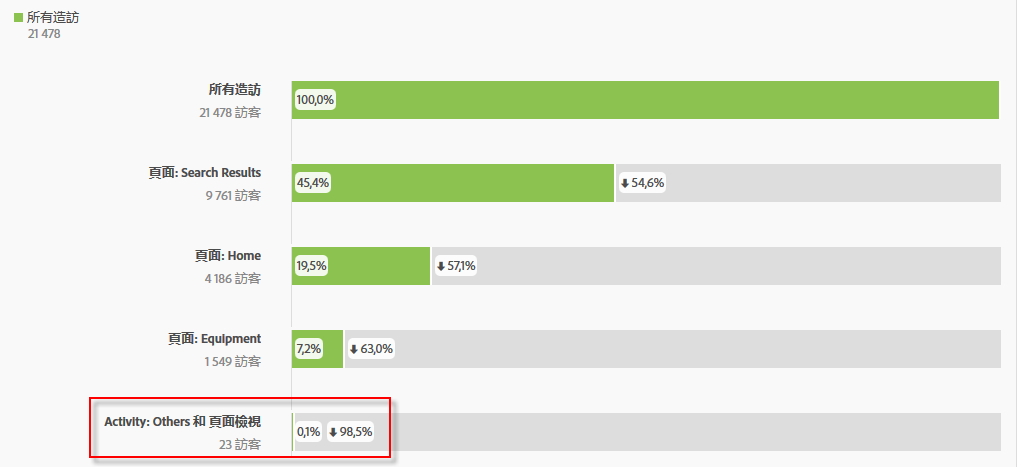 所有造訪
21 478
所有造訪
21 478 訪客
100,0%
頁面: Search Results
9 761 訪客
45,4%
54,6%
頁面: Home
4 186 訪客
19,5%
57,1%
頁面: Equipment
1 549 訪客
7,2%
63,0%
Activity: Others 和 頁面檢視
23 訪客
0,1%
98,5%